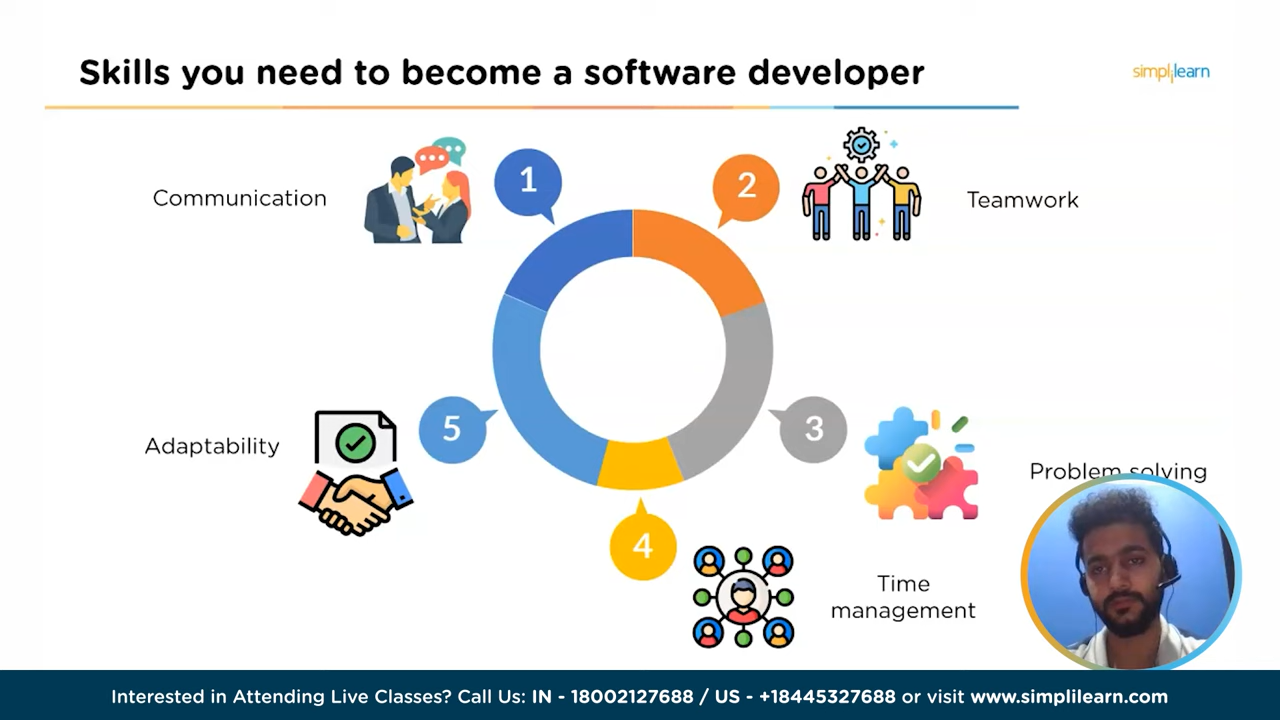 Skills you need to become a software developer
simplilearn
Communication
1
2
Teamwork
Adaptability
5
3
Problem solving
4
Time
management
Interested in Attending Live Classes? Call Us: IN - 18002127688 / US - +18445327688 or visit www.simplilearn.com